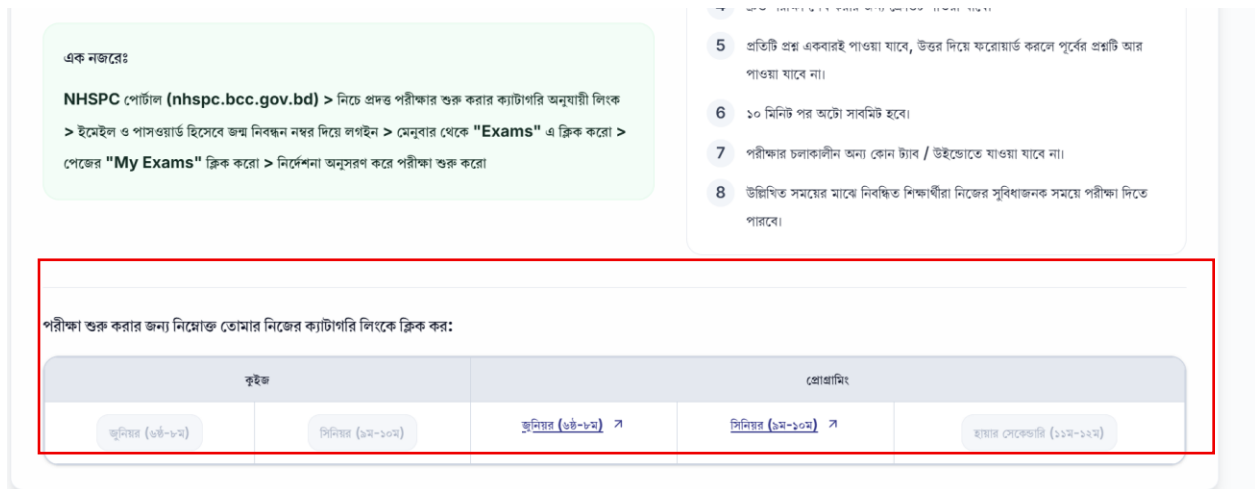 এক নজরেঃ
NHSPC পোর্টাল (nhspc.bcc.gov.bd) > নিচে প্রদত্ত পরীক্ষার শুরু করার ক্যাটাগরি অনুযায়ী লিংক
> ইমেইল ও পাসওয়ার্ড হিসেবে জন্ম নিবন্ধন নম্বর দিয়ে লগইন > মেনুবার থেকে "Exams" এ ক্লিক করো >
পেজের "My Exams" ক্লিক করো > নির্দেশনা অনুসরণ করে পরীক্ষা শুরু করো
5 প্রতিটি প্রশ্ন একবারই পাওয়া যাবে, উত্তর দিয়ে ফরোয়ার্ড করলে পূর্বের প্রশ্নটি আর
পাওয়া যাবে না।
6 ১০ মিনিট পর অটো সাবমিট হবে।
7 পরীক্ষার চলাকালীন অন্য কোন ট্যাব / উইন্ডোতে যাওয়া যাবে না।
8 উল্লিখিত সময়ের মাঝে নিবন্ধিত শিক্ষার্থীরা নিজের সুবিধাজনক সময়ে পরীক্ষা দিতে
পারবে।
পরীক্ষা শুরু করার জন্য নিম্নোক্ত তোমার নিজের ক্যাটাগরি লিংকে ক্লিক কর:
কুইজ প্রোগ্রামিং
জুনিয়র (৬ষ্ঠ-৮ম) সিনিয়র (৯ম-১০ম) জুনিয়র (৬ষ্ঠ-৮ম) ↗ সিনিয়র (৯ম-১০ম) ↗ হায়ার সেকেন্ডারি (১১ম-১২ম)